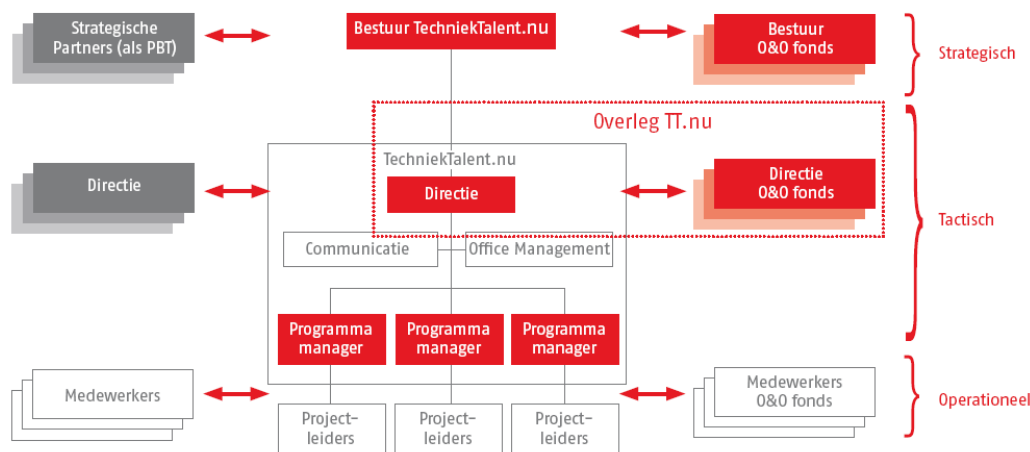 Strategische
Partners (als PBT)
Bestuur TechniekTalent.nu
Bestuur
O&O fonds
Strategisch
Overleg TT.nu
TechniekTalent.nu
Directie
Directie
Directie
O&O fonds
Tactisch
Communicatie
Office Management
Programma
manager
Programma
manager
Programma
manager
Medewerkers
Medewerkers
O&O fonds
Operationeel
Project-
leiders
Project-
leiders
Project-
leiders